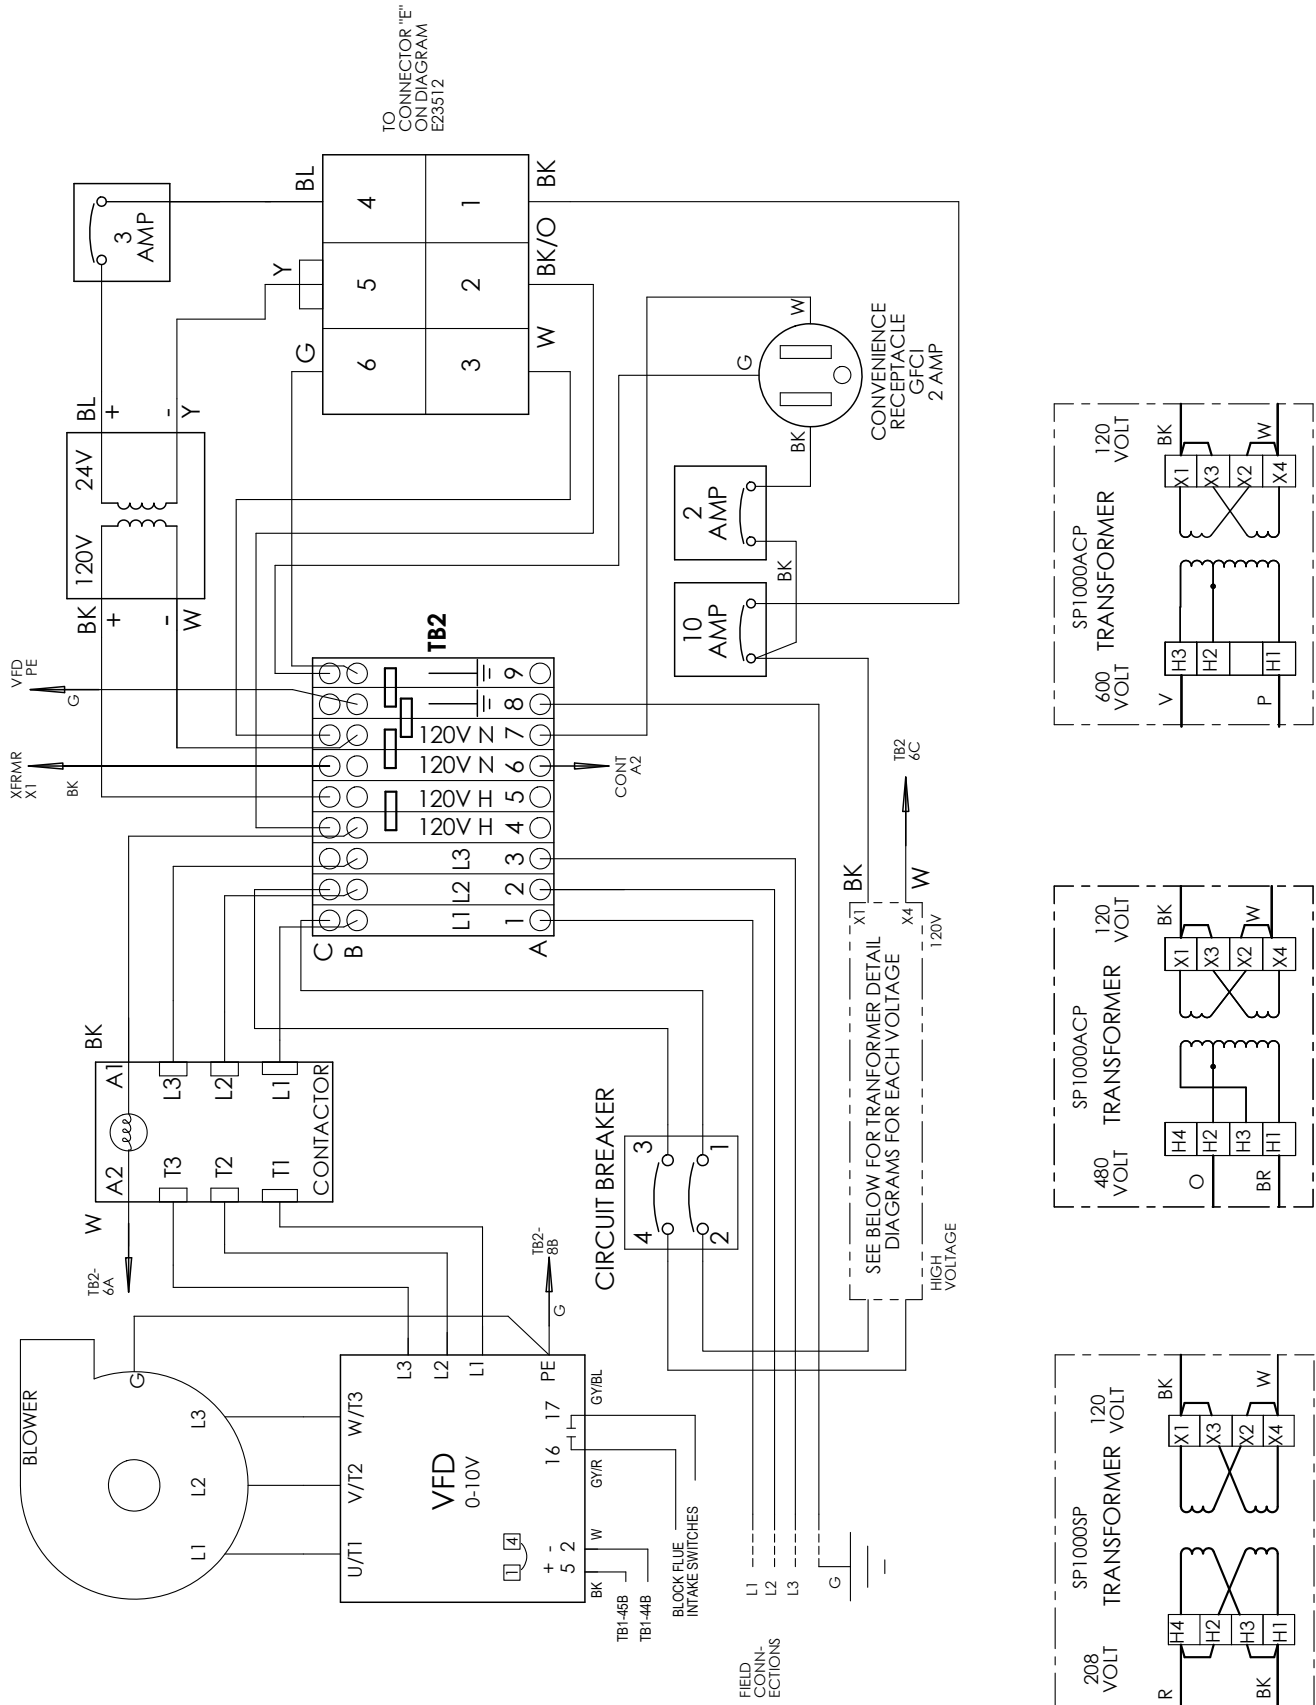 TO
CONNECTOR "E"
ON DIAGRAM
E23512
3
AMP
BL
BK
4
1
Y
BK/O
5
2
G
W
6
3
BL
+
-
Y
24V
120V
BK
+
-
W
VFD
PE
G
XFRMR
X1
BK
TB2
9
8
120V N 7
120V N 6
120V H 5
120V H 4
L3 3
L2 2
L1 1
C
B
A
CONT
A2
W
G
CONVENIENCE
RECEPTACLE
GFCI
2 AMP
BK
2
AMP
BK
10
AMP
BK
A1
A2
W
L3
L2
L1
T3
T2
T1
CONTACTOR
TB2-
6A
CIRCUIT BREAKER
3
1
4
2
BK
X1
X4
W
120V
TB2
6C
SEE BELOW FOR TRANFORMER DETAIL
DIAGRAMS FOR EACH VOLTAGE
HIGH
VOLTAGE
BLOWER
G
L3
L2
L1
L3
L2
L1
PE
TB2-
8B
G
W/T3
V/T2
U/T1
VFD
0-10V
16
17
GY/BL
GY/R
1
4
+ -
5 2
BK
W
TB1-45B
TB1-44B
BLOCK FLUE
INTAKE SWITCHES
L1
L2
L3
G
FIELD
CONN-
ECTIONS
SP1000SP
208
VOLT
TRANSFORMER
120
VOLT
R
BK
H4
H2
H3
H1
X1
X3
X2
X4
BK
W
SP1000ACP
480
VOLT
TRANSFORMER
120
VOLT
O
BR
H4
H2
H3
H1
X1
X3
X2
X4
BK
W
SP1000ACP
600
VOLT
TRANSFORMER
120
VOLT
V
P
H3
H2
H1
X1
X3
X2
X4
BK
W